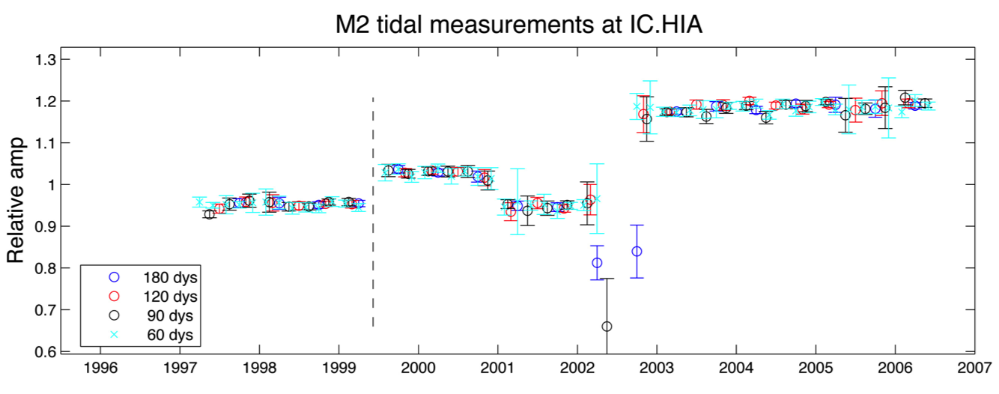 M2 tidal measurements at IC.HIA
Relative amp
1.3
1.2
1.1
1
0.9
0.8
0.7
0.6
180 dys
120 dys
90 dys
60 dys
1996 1997 1998 1999 2000 2001 2002 2003 2004 2005 2006 2007